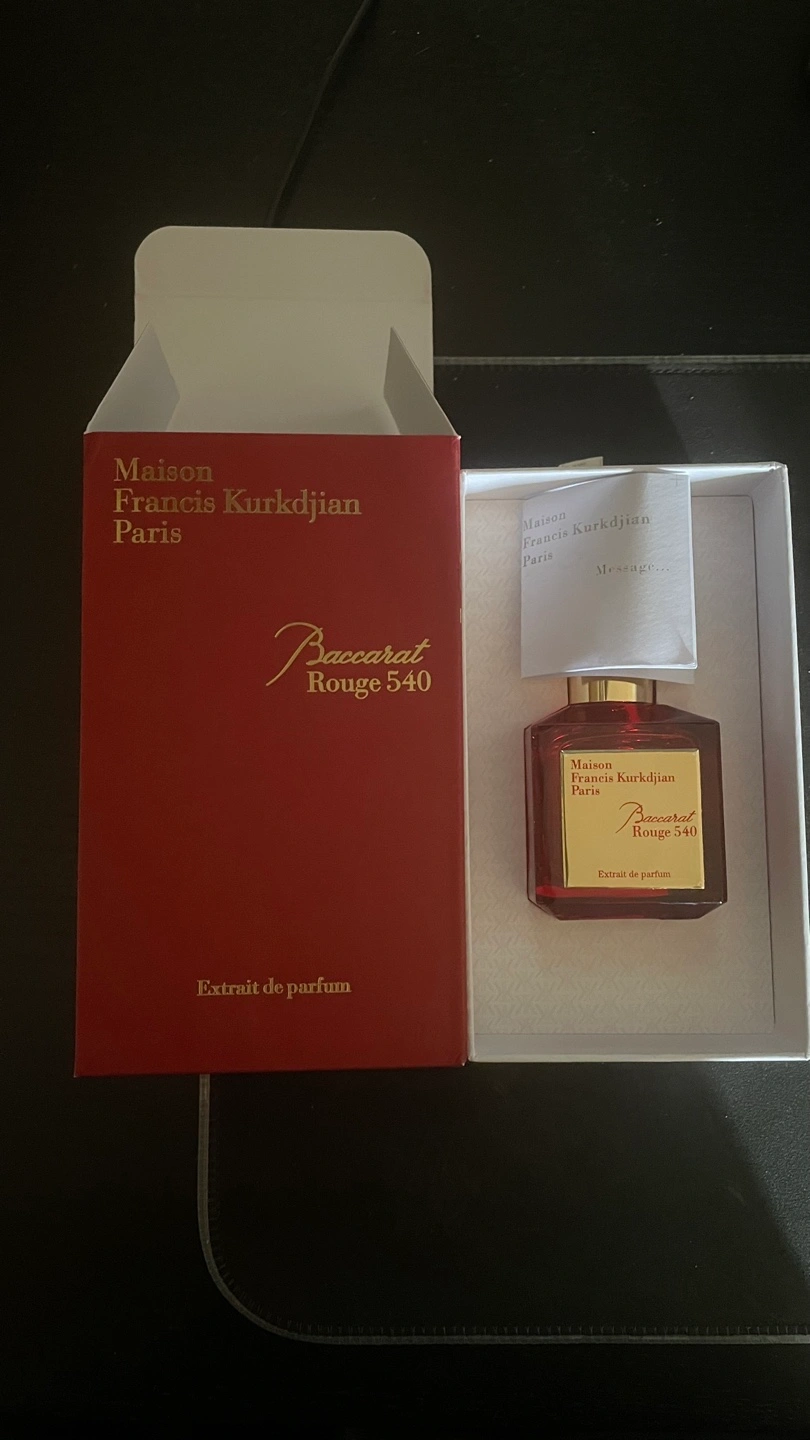 Maison
Francis Kurkdjian
Paris
Baccarat
Rouge 540
Extrait de parfum
Maison
Francis Kurkdjian
Paris
Message...
Maison
Francis Kurkdjian
Paris
Baccarat
Rouge 540
Extrait de parfum